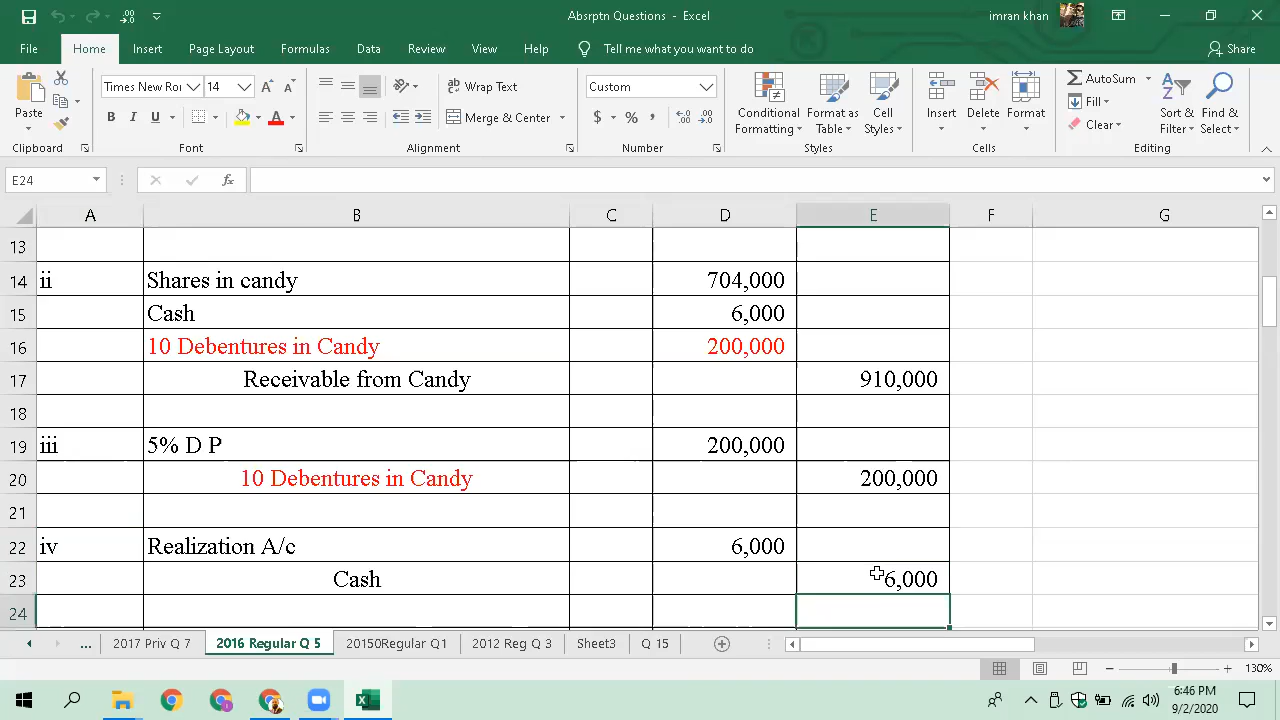 Absrptn Questions - Excel
imran khan
File Home Insert Page Layout Formulas Data Review View Help Tell me what you want to do Share
Times New Ror 14 Wrap Text Custom AutoSum
Paste B I U A Merge & Center $ % , Conditional Formatting Format as Table Cell Styles Insert Delete Format Fill Clear Sort & Filter Find & Select
Clipboard Font Alignment Number Styles Cells Editing
E24 fx
A B C D E F G
13
14 ii Shares in candy 704,000
15 Cash 6,000
16 10 Debentures in Candy 200,000
17 Receivable from Candy 910,000
18
19 iii 5% D P 200,000
20 10 Debentures in Candy 200,000
21
22 iv Realization A/c 6,000
23 Cash 6,000
24
... 2017 Priv Q 7 2016 Regular Q 5 20150Regular Q1 2012 Reg Q 3 Sheet3 Q 15
130%
6:46 PM
9/2/2020